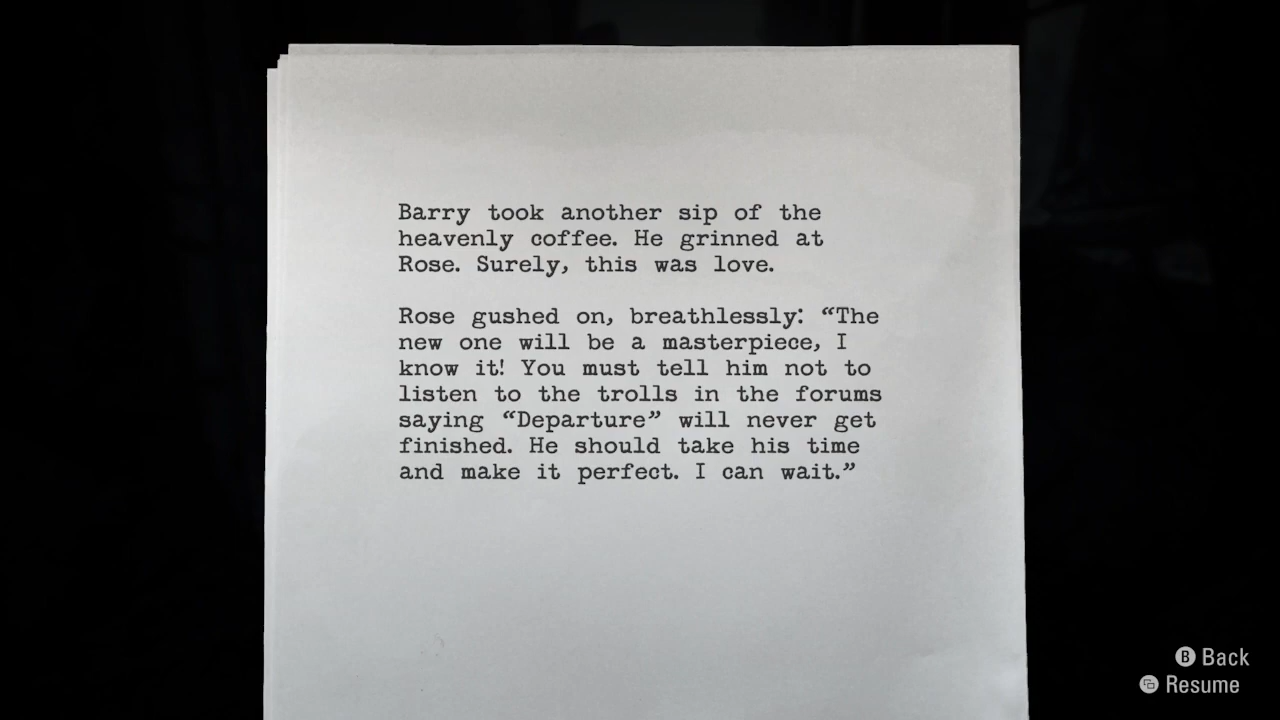 Barry took another sip of the
heavenly coffee. He grinned at
Rose. Surely, this was love.
Rose gushed on, breathlessly: “The
new one will be a masterpiece, I
know it! You must tell him not to
listen to the trolls in the forums
saying “Departure” will never get
finished. He should take his time
and make it perfect. I can wait.”
B Back
Resume